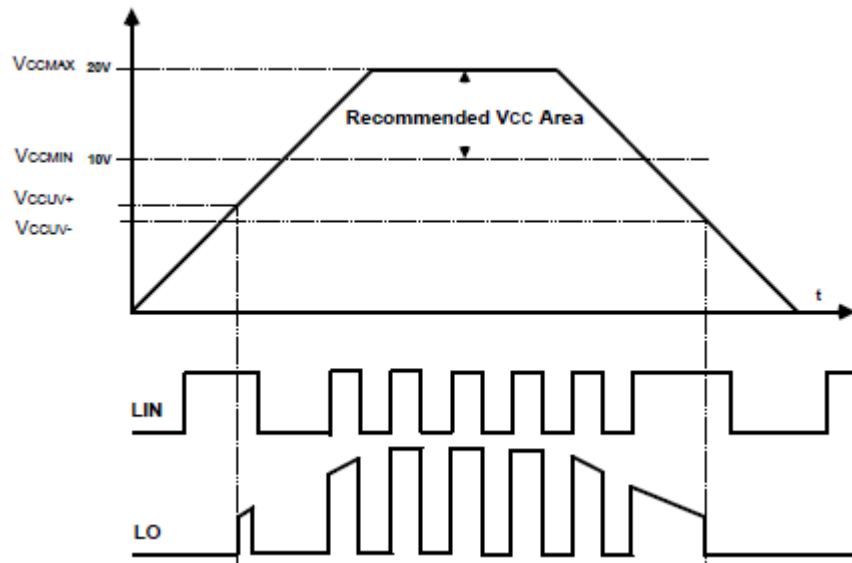 VCCMAX 20V
Recommended VCC Area
VCCMIN 10V
VCCUV+
VCCUV-
t
LIN
LO